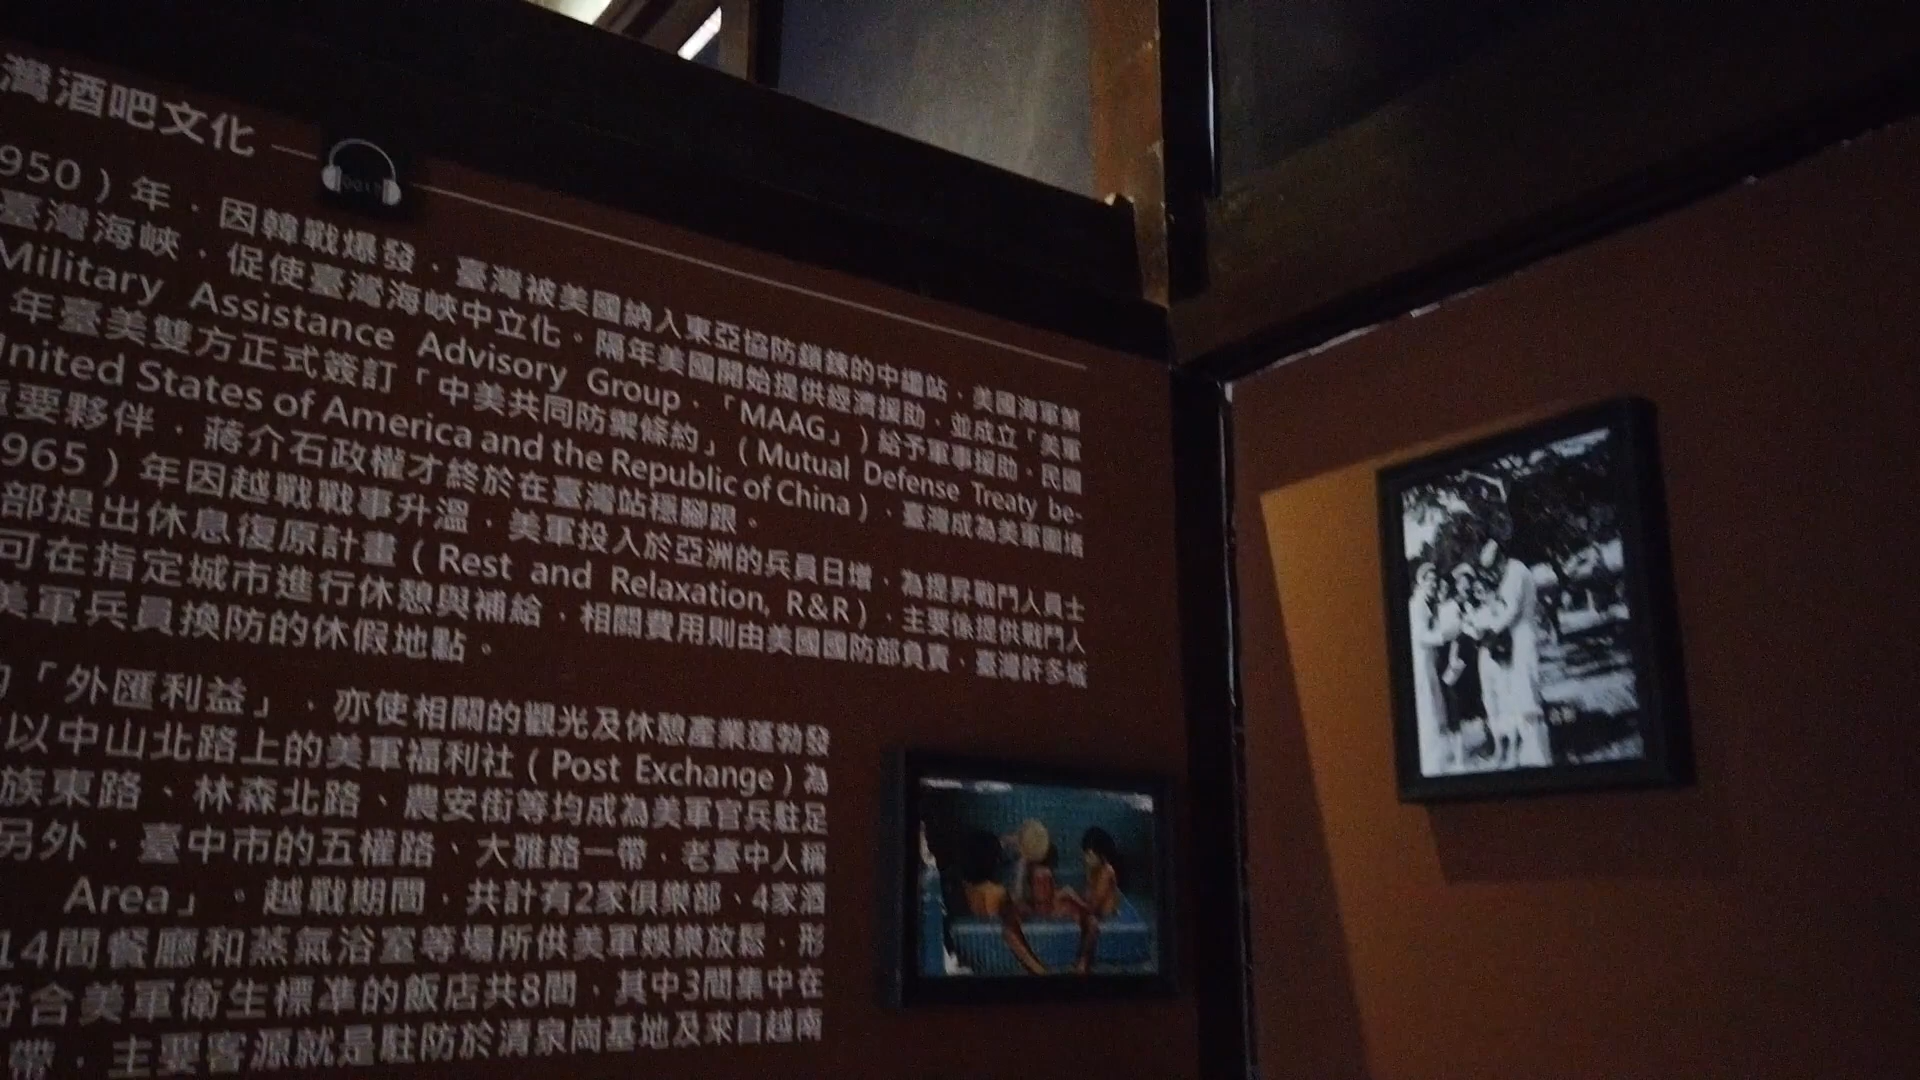 灣酒吧文化
950）年，因韓戰爆發，臺灣被美國納入東亞協防鎖鍊的中繼站，美國海軍第
臺灣海峽，促使臺灣海峽中立化。隔年美國開始提供經濟援助，並成立「美軍
Military Assistance Advisory Group，「MAAG」）給予軍事援助，民國
年臺美雙方正式簽訂「中美共同防禦條約」（Mutual Defense Treaty be-
United States of America and the Republic of China），臺灣成為美軍圍堵
重要夥伴，蔣介石政權才終於在臺灣站穩腳跟。
965）年因越戰戰事升溫，美軍投入於亞洲的兵員日增，為提昇戰鬥人員士
部提出休息復原計畫（Rest and Relaxation, R&R），主要係提供戰鬥人
可在指定城市進行休憩與補給，相關費用則由美國國防部負責，臺灣許多城
美軍兵員換防的休假地點。
的「外匯利益」，亦使相關的觀光及休憩產業蓬勃發
以中山北路上的美軍福利社（Post Exchange）為
族東路、林森北路、農安街等均成為美軍官兵駐足
另外，臺中市的五權路、大雅路一帶，老臺中人稱
Area」。越戰期間，共計有2家俱樂部、4家酒
14間餐廳和蒸氣浴室等場所供美軍娛樂放鬆，形
符合美軍衛生標準的飯店共8間，其中3間集中在
帶，主要客源就是駐防於清泉崗基地及來自越南